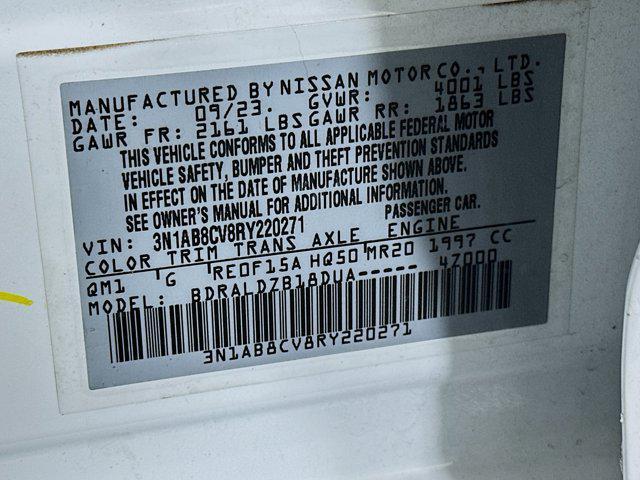 MANUFACTURED BY NISSAN MOTOR CO., LTD.
DATE: 09/23. GVWR: 4001 LBS
GAWR FR: 2161 LBS GAWR RR: 1863 LBS
THIS VEHICLE CONFORMS TO ALL APPLICABLE FEDERAL MOTOR
VEHICLE SAFETY, BUMPER AND THEFT PREVENTION STANDARDS
IN EFFECT ON THE DATE OF MANUFACTURE SHOWN ABOVE.
SEE OWNER'S MANUAL FOR ADDITIONAL INFORMATION.
VIN: 3N1AB8CV8RY220271 PASSENGER CAR.
COLOR TRIM TRANS AXLE ENGINE
QM1 G RE0F15A HQ50 MR20 1997 CC
MODEL: BDRALDZB18DUA----- 47000
3N1AB8CV8RY220271